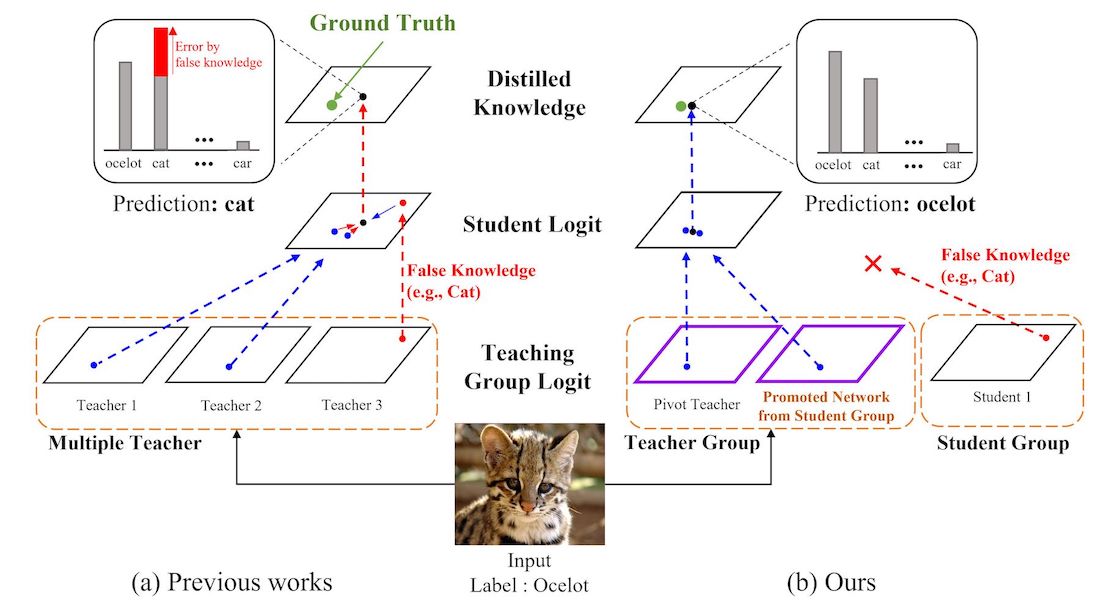 Ground Truth
Error by
false knowledge
ocelot
cat
•••
•••
car
Prediction: cat
Distilled
Knowledge
ocelot
cat
•••
•••
car
Prediction: ocelot
Student Logit
False Knowledge
(e.g., Cat)
False Knowledge
(e.g., Cat)
Teaching
Group Logit
Teacher 1
Teacher 2
Teacher 3
Multiple Teacher
Pivot Teacher
Promoted Network
from Student Group
Teacher Group
Student 1
Student Group
Input
Label : Ocelot
(a) Previous works
(b) Ours